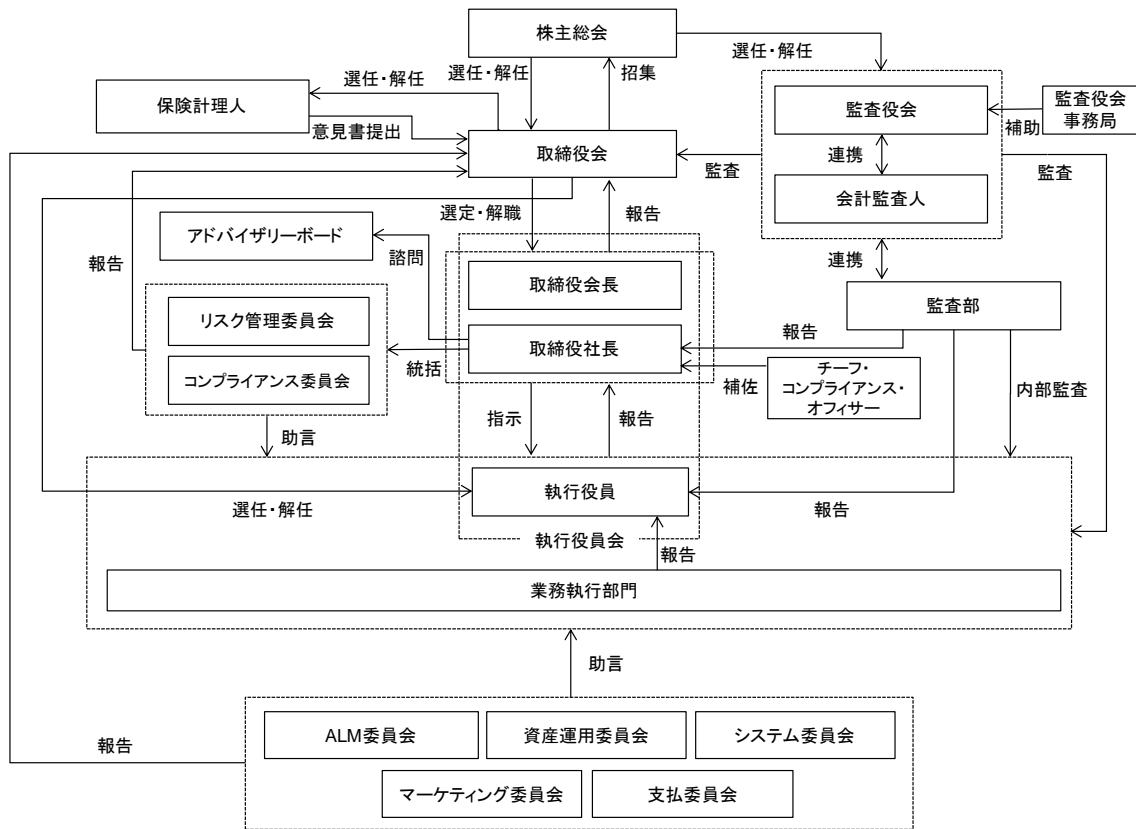 株主総会
選任・解任
選任・解任
選任・解任
招集
保険計理人
意見書提出
監査役会
監査役会
事務局
補助
取締役会
監査
連携
監査
会計監査人
選定・解職
報告
アドバイザリーボード
諮問
報告
連携
取締役会長
監査部
リスク管理委員会
取締役社長
報告
統括
コンプライアンス委員会
補佐
チーフ・
コンプライアンス・
オフィサー
内部監査
指示
報告
助言
執行役員
選任・解任
報告
執行役員会
報告
業務執行部門
助言
ALM委員会
資産運用委員会
システム委員会
報告
マーケティング委員会
支払委員会